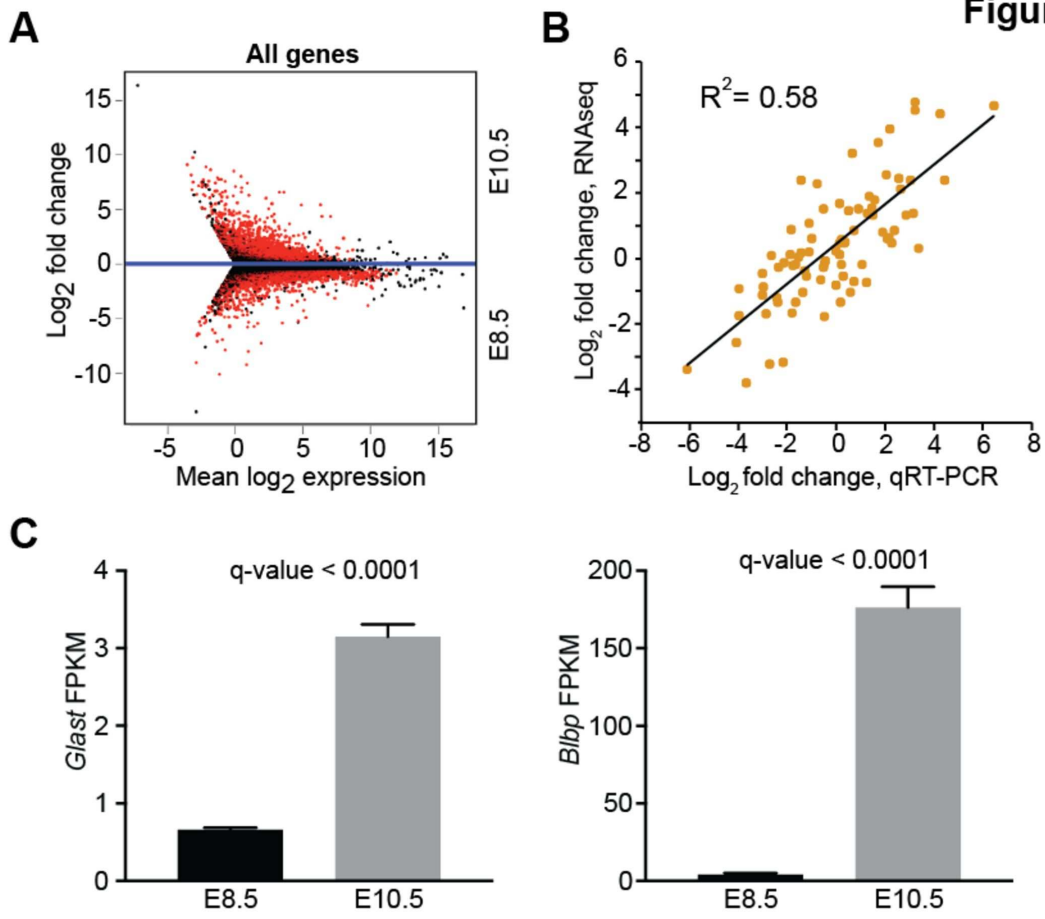 Figur
A
All genes
Log2 fold change
15
10
5
0
-5
-10
E10.5
E8.5
-5 0 5 10 15
Mean log2 expression
B
R2= 0.58
Log2 fold change, RNAseq
6
4
2
0
-2
-4
-8 -6 -4 -2 0 2 4 6 8
Log2 fold change, qRT-PCR
C
q-value < 0.0001
Glast FPKM
4
3
2
1
0
E8.5 E10.5
q-value < 0.0001
Blbp FPKM
200
150
100
50
0
E8.5 E10.5